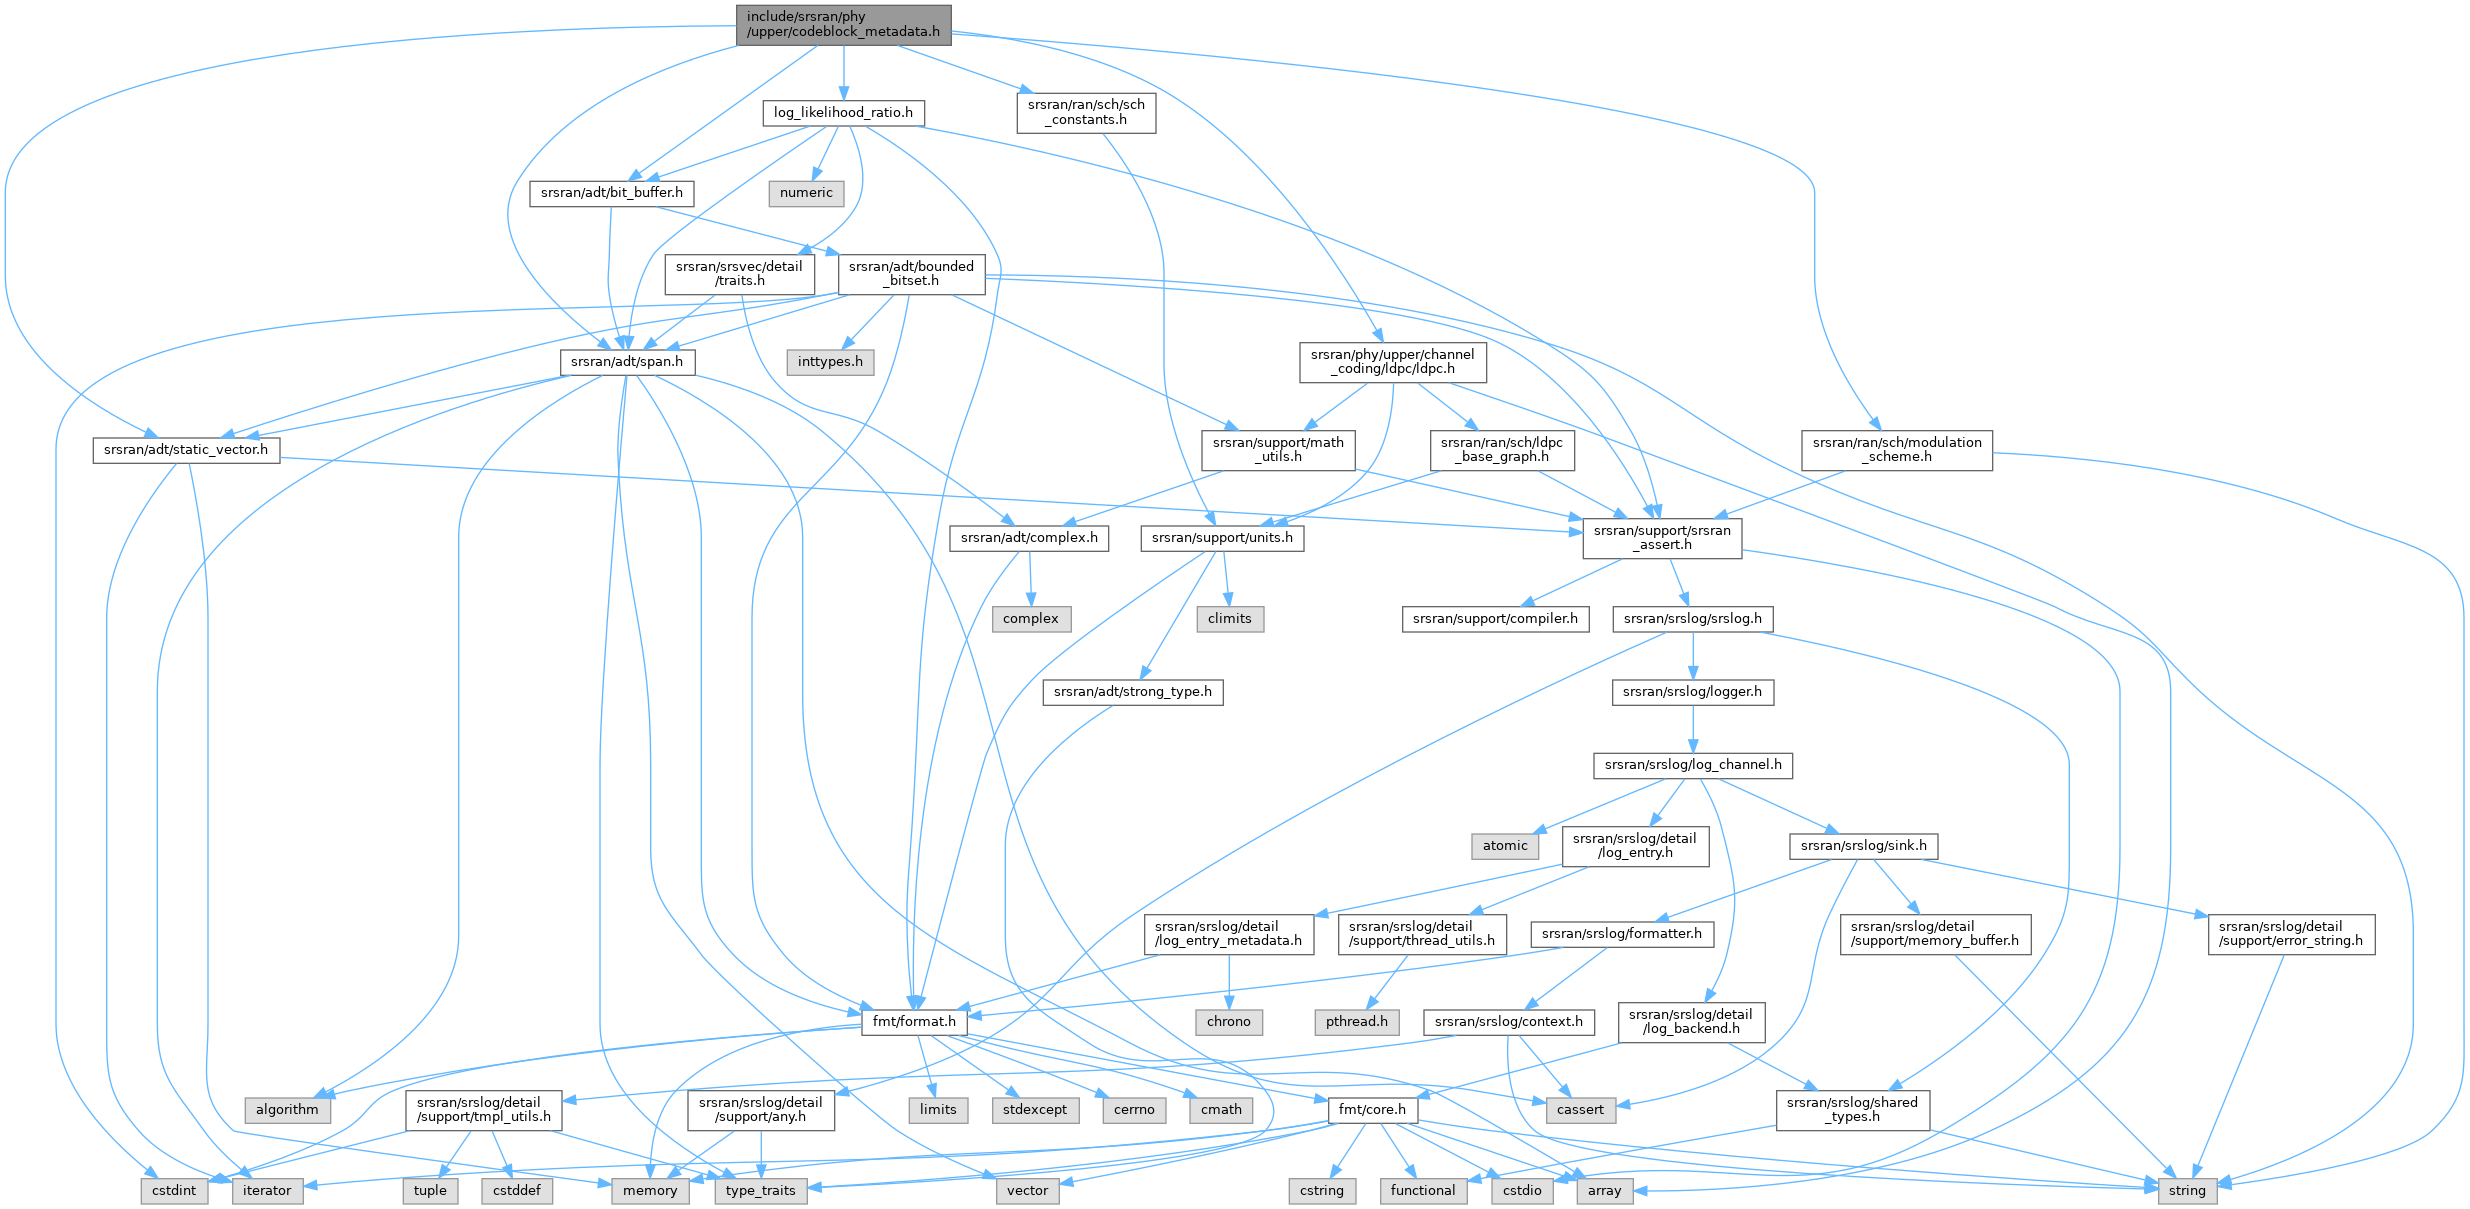 include/srsran/phy
/upper/codeblock_metadata.h
log_likelihood_ratio.h
srsran/ran/sch/sch
_constants.h
srsran/adt/bit_buffer.h
numeric
srsran/srsvec/detail
/traits.h
srsran/adt/bounded
_bitset.h
srsran/adt/span.h
inttypes.h
srsran/phy/upper/channel
_coding/ldpc/ldpc.h
srsran/adt/static_vector.h
srsran/support/math
_utils.h
srsran/ran/sch/ldpc
_base_graph.h
srsran/ran/sch/modulation
_scheme.h
srsran/adt/complex.h
srsran/support/units.h
srsran/support/srsran
_assert.h
complex
climits
srsran/support/compiler.h
srsran/srslog/srslog.h
srsran/adt/strong_type.h
srsran/srslog/logger.h
srsran/srslog/log_channel.h
atomic
srsran/srslog/detail
/log_entry.h
srsran/srslog/sink.h
srsran/srslog/detail
/log_entry_metadata.h
srsran/srslog/detail
/support/thread_utils.h
srsran/srslog/formatter.h
srsran/srslog/detail
/support/memory_buffer.h
srsran/srslog/detail
/support/error_string.h
fmt/format.h
chrono
pthread.h
srsran/srslog/context.h
srsran/srslog/detail
/log_backend.h
algorithm
srsran/srslog/detail
/support/tmpl_utils.h
srsran/srslog/detail
/support/any.h
limits
stdexcept
cerrno
cmath
fmt/core.h
cassert
srsran/srslog/shared
_types.h
cstdint
iterator
tuple
cstddef
memory
type_traits
vector
cstring
functional
cstdio
array
string